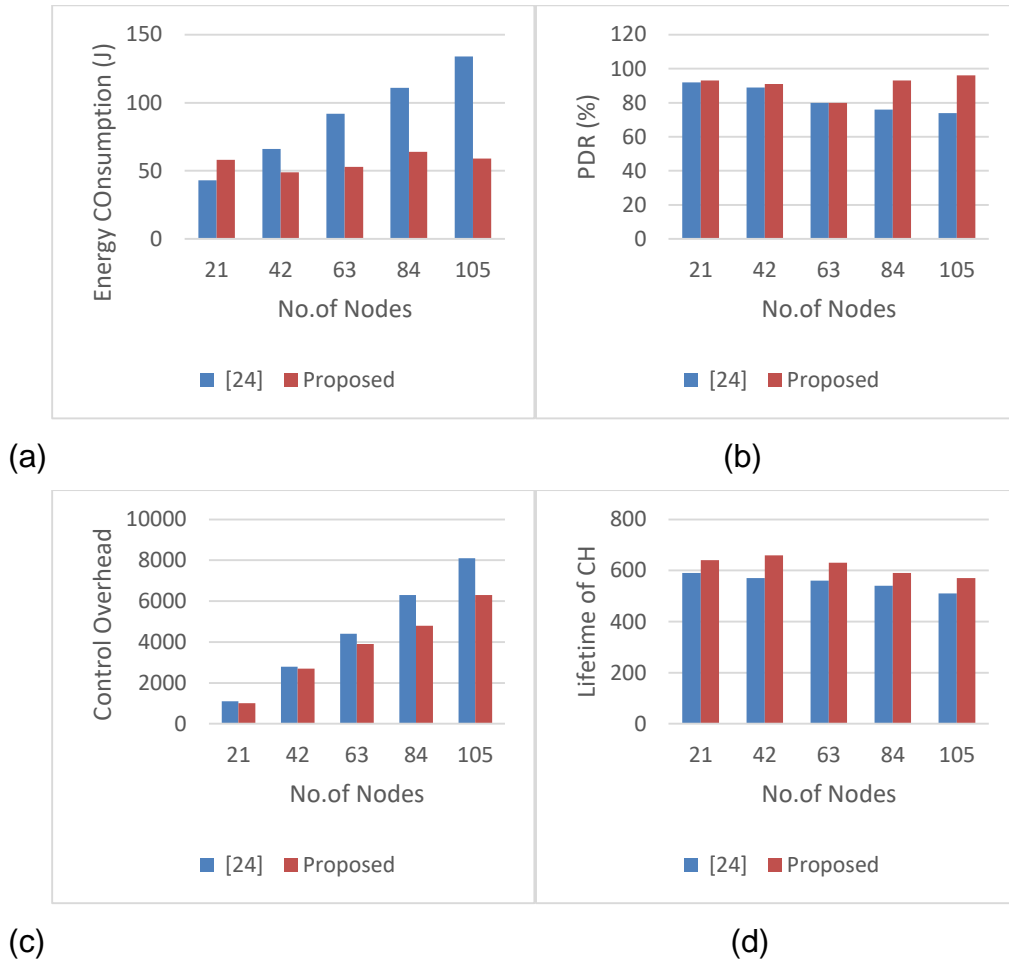 150
100
50
0
Energy COnsumption (J)
21 42 63 84 105
No.of Nodes
[24] Proposed
120
100
80
60
40
20
0
PDR (%)
21 42 63 84 105
No.of Nodes
[24] Proposed
(a) (b)
10000
8000
6000
4000
2000
0
Control Overhead
21 42 63 84 105
No.of Nodes
[24] Proposed
800
600
400
200
0
Lifetime of CH
21 42 63 84 105
No.of Nodes
[24] Proposed
(c) (d)